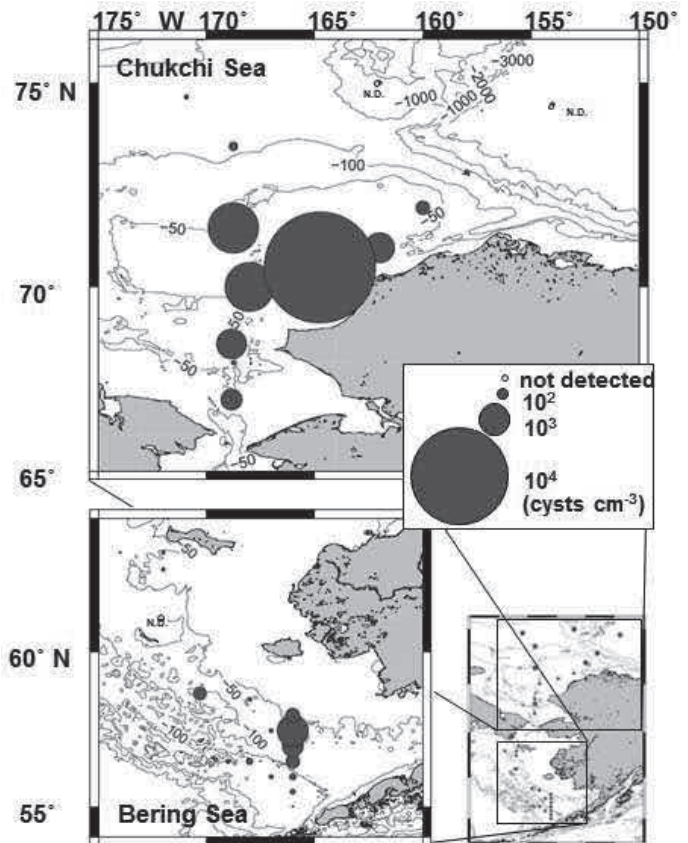 175° W 170° 165° 160° 155° 150°
Chukchi Sea
75° N
N.D.
N.D.
−3000
−2000
−1000
−1000
−100
−50
−50
70°
50
−50
−50
65°
not detected
10²
10³
10⁴
(cysts cm⁻³)
−50
N.D.
60° N
−50
−100
−100
55°
Bering Sea